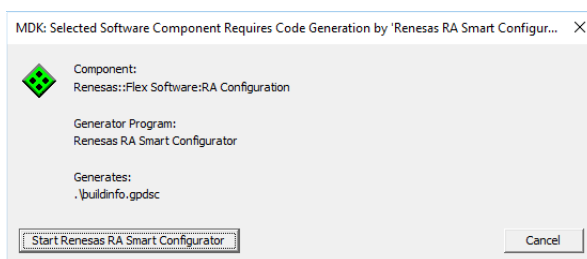 MDK: Selected Software Component Requires Code Generation by 'Renesas RA Smart Configur...
Component:
Renesas::Flex Software:RA Configuration
Generator Program:
Renesas RA Smart Configurator
Generates:
.\buildinfo.gpdsc
Start Renesas RA Smart Configurator
Cancel